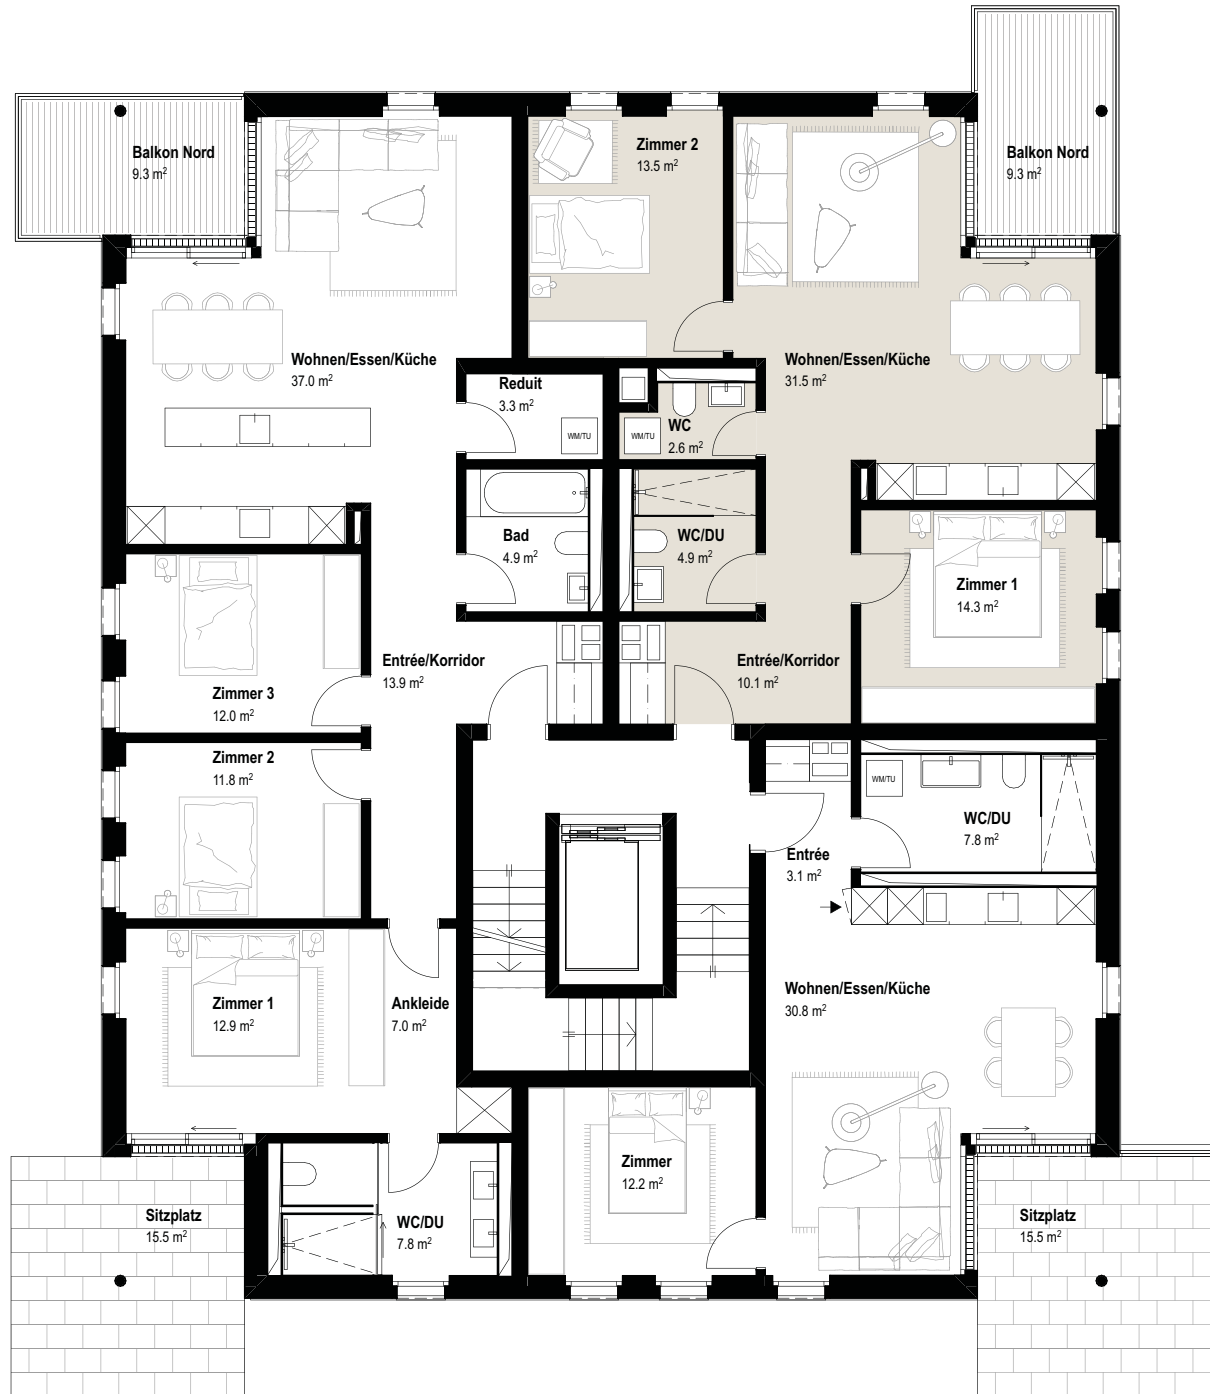 Balkon Nord
9.3 m²
Zimmer 2
13.5 m²
Balkon Nord
9.3 m²
Wohnen/Essen/Küche
37.0 m²
Wohnen/Essen/Küche
31.5 m²
Reduit
3.3 m²
WM/TU
WC
2.6 m²
WM/TU
Bad
4.9 m²
WC/DU
4.9 m²
Zimmer 1
14.3 m²
Entrée/Korridor
13.9 m²
Entrée/Korridor
10.1 m²
Zimmer 3
12.0 m²
Zimmer 2
11.8 m²
WM/TU
WC/DU
7.8 m²
Entrée
3.1 m²
Zimmer 1
12.9 m²
Ankleide
7.0 m²
Wohnen/Essen/Küche
30.8 m²
Zimmer
12.2 m²
Sitzplatz
15.5 m²
WC/DU
7.8 m²
Sitzplatz
15.5 m²